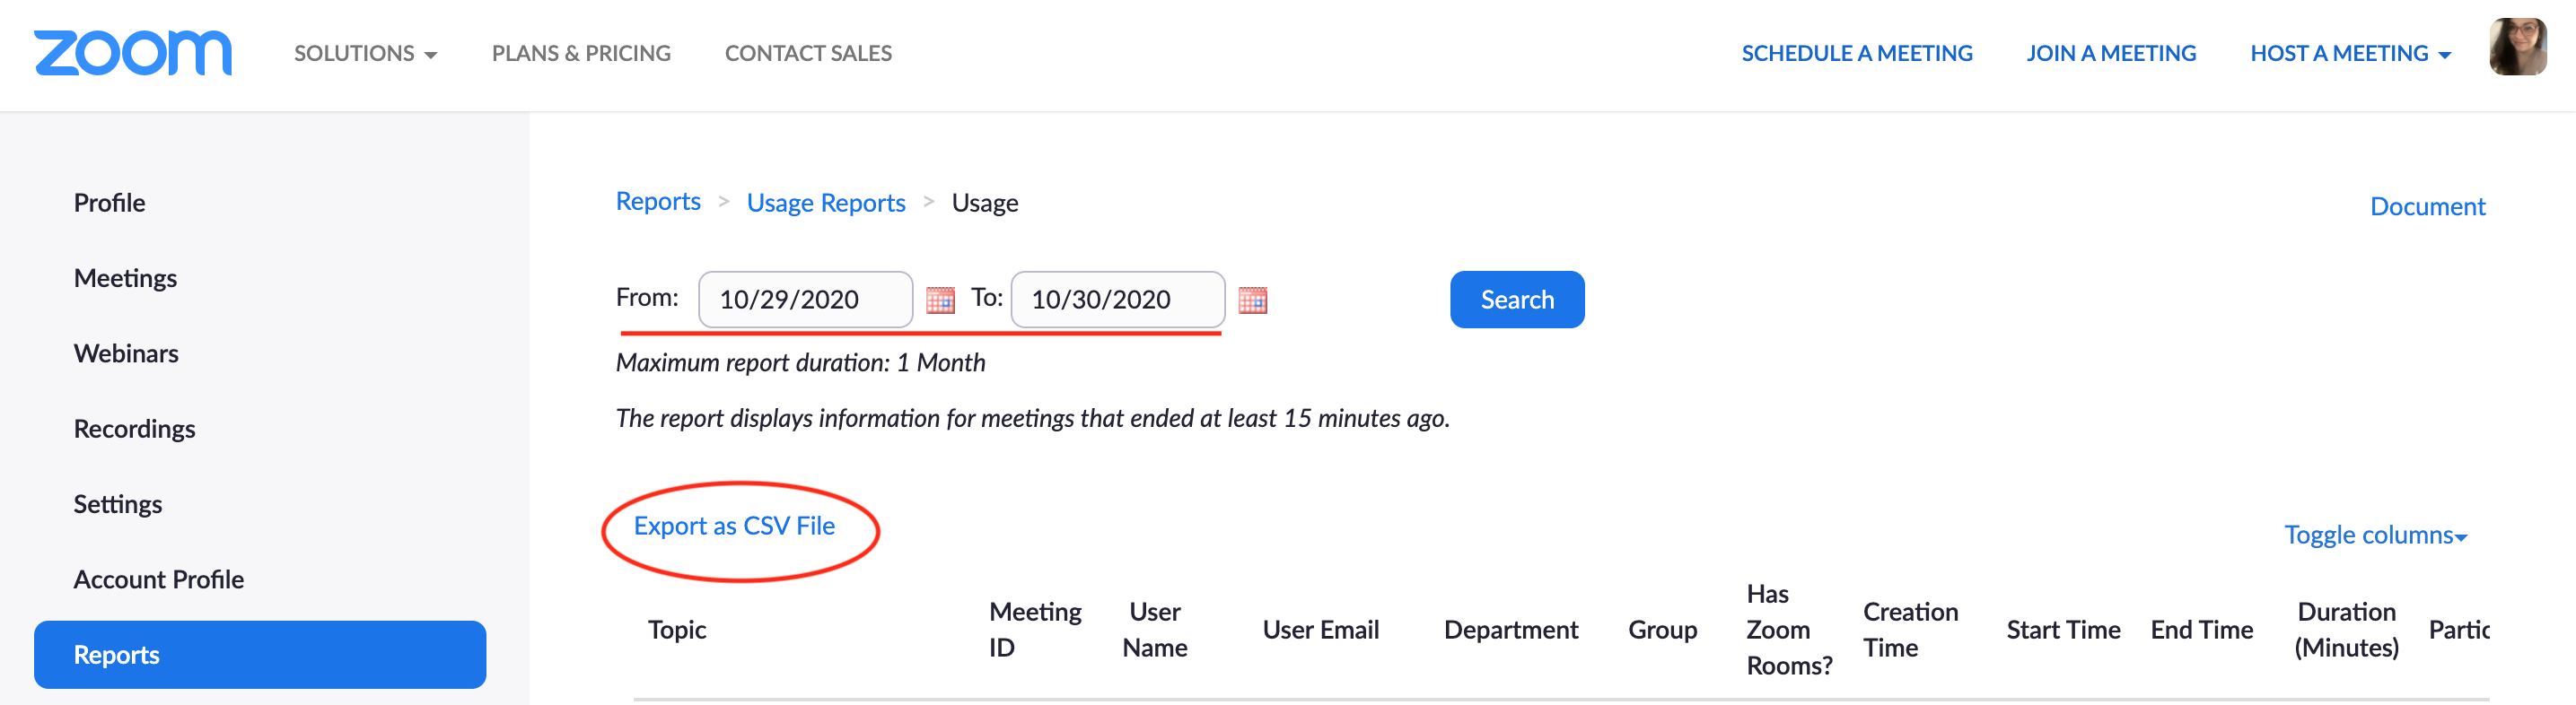 zoom SOLUTIONS PLANS & PRICING CONTACT SALES SCHEDULE A MEETING JOIN A MEETING HOST A MEETING
Profile
Meetings
Webinars
Recordings
Settings
Account Profile
Reports
Reports > Usage Reports > Usage
Document
From: 10/29/2020 To: 10/30/2020 Search
Maximum report duration: 1 Month
The report displays information for meetings that ended at least 15 minutes ago.
Export as CSV File
Toggle columns
Topic
Meeting
ID
User
Name
User Email
Department
Group
Has
Zoom
Rooms?
Creation
Time
Start Time
End Time
Duration
(Minutes)
Partic